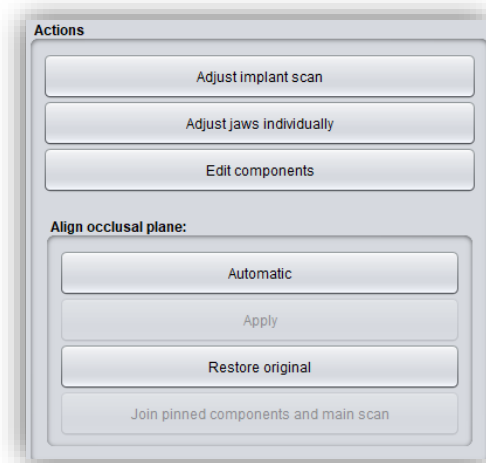 Actions
Adjust implant scan
Adjust jaws individually
Edit components
Align occlusal plane:
Automatic
Apply
Restore original
Join pinned components and main scan